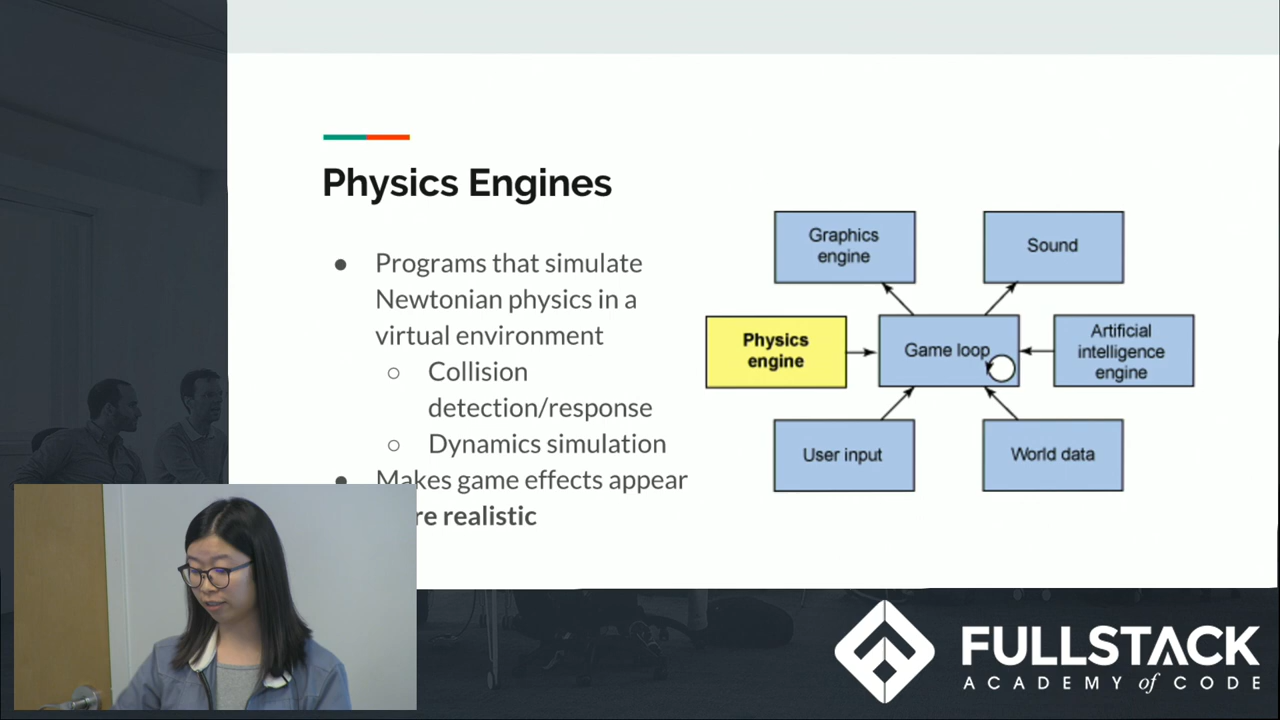 Physics Engines
● Programs that simulate
Newtonian physics in a
virtual environment
○ Collision
detection/response
○ Dynamics simulation
● Makes game effects appear
realistic
Graphics
engine
Sound
Physics
engine
Game loop
Artificial
intelligence
engine
User input
World data
FULLSTACK
ACADEMY of CODE